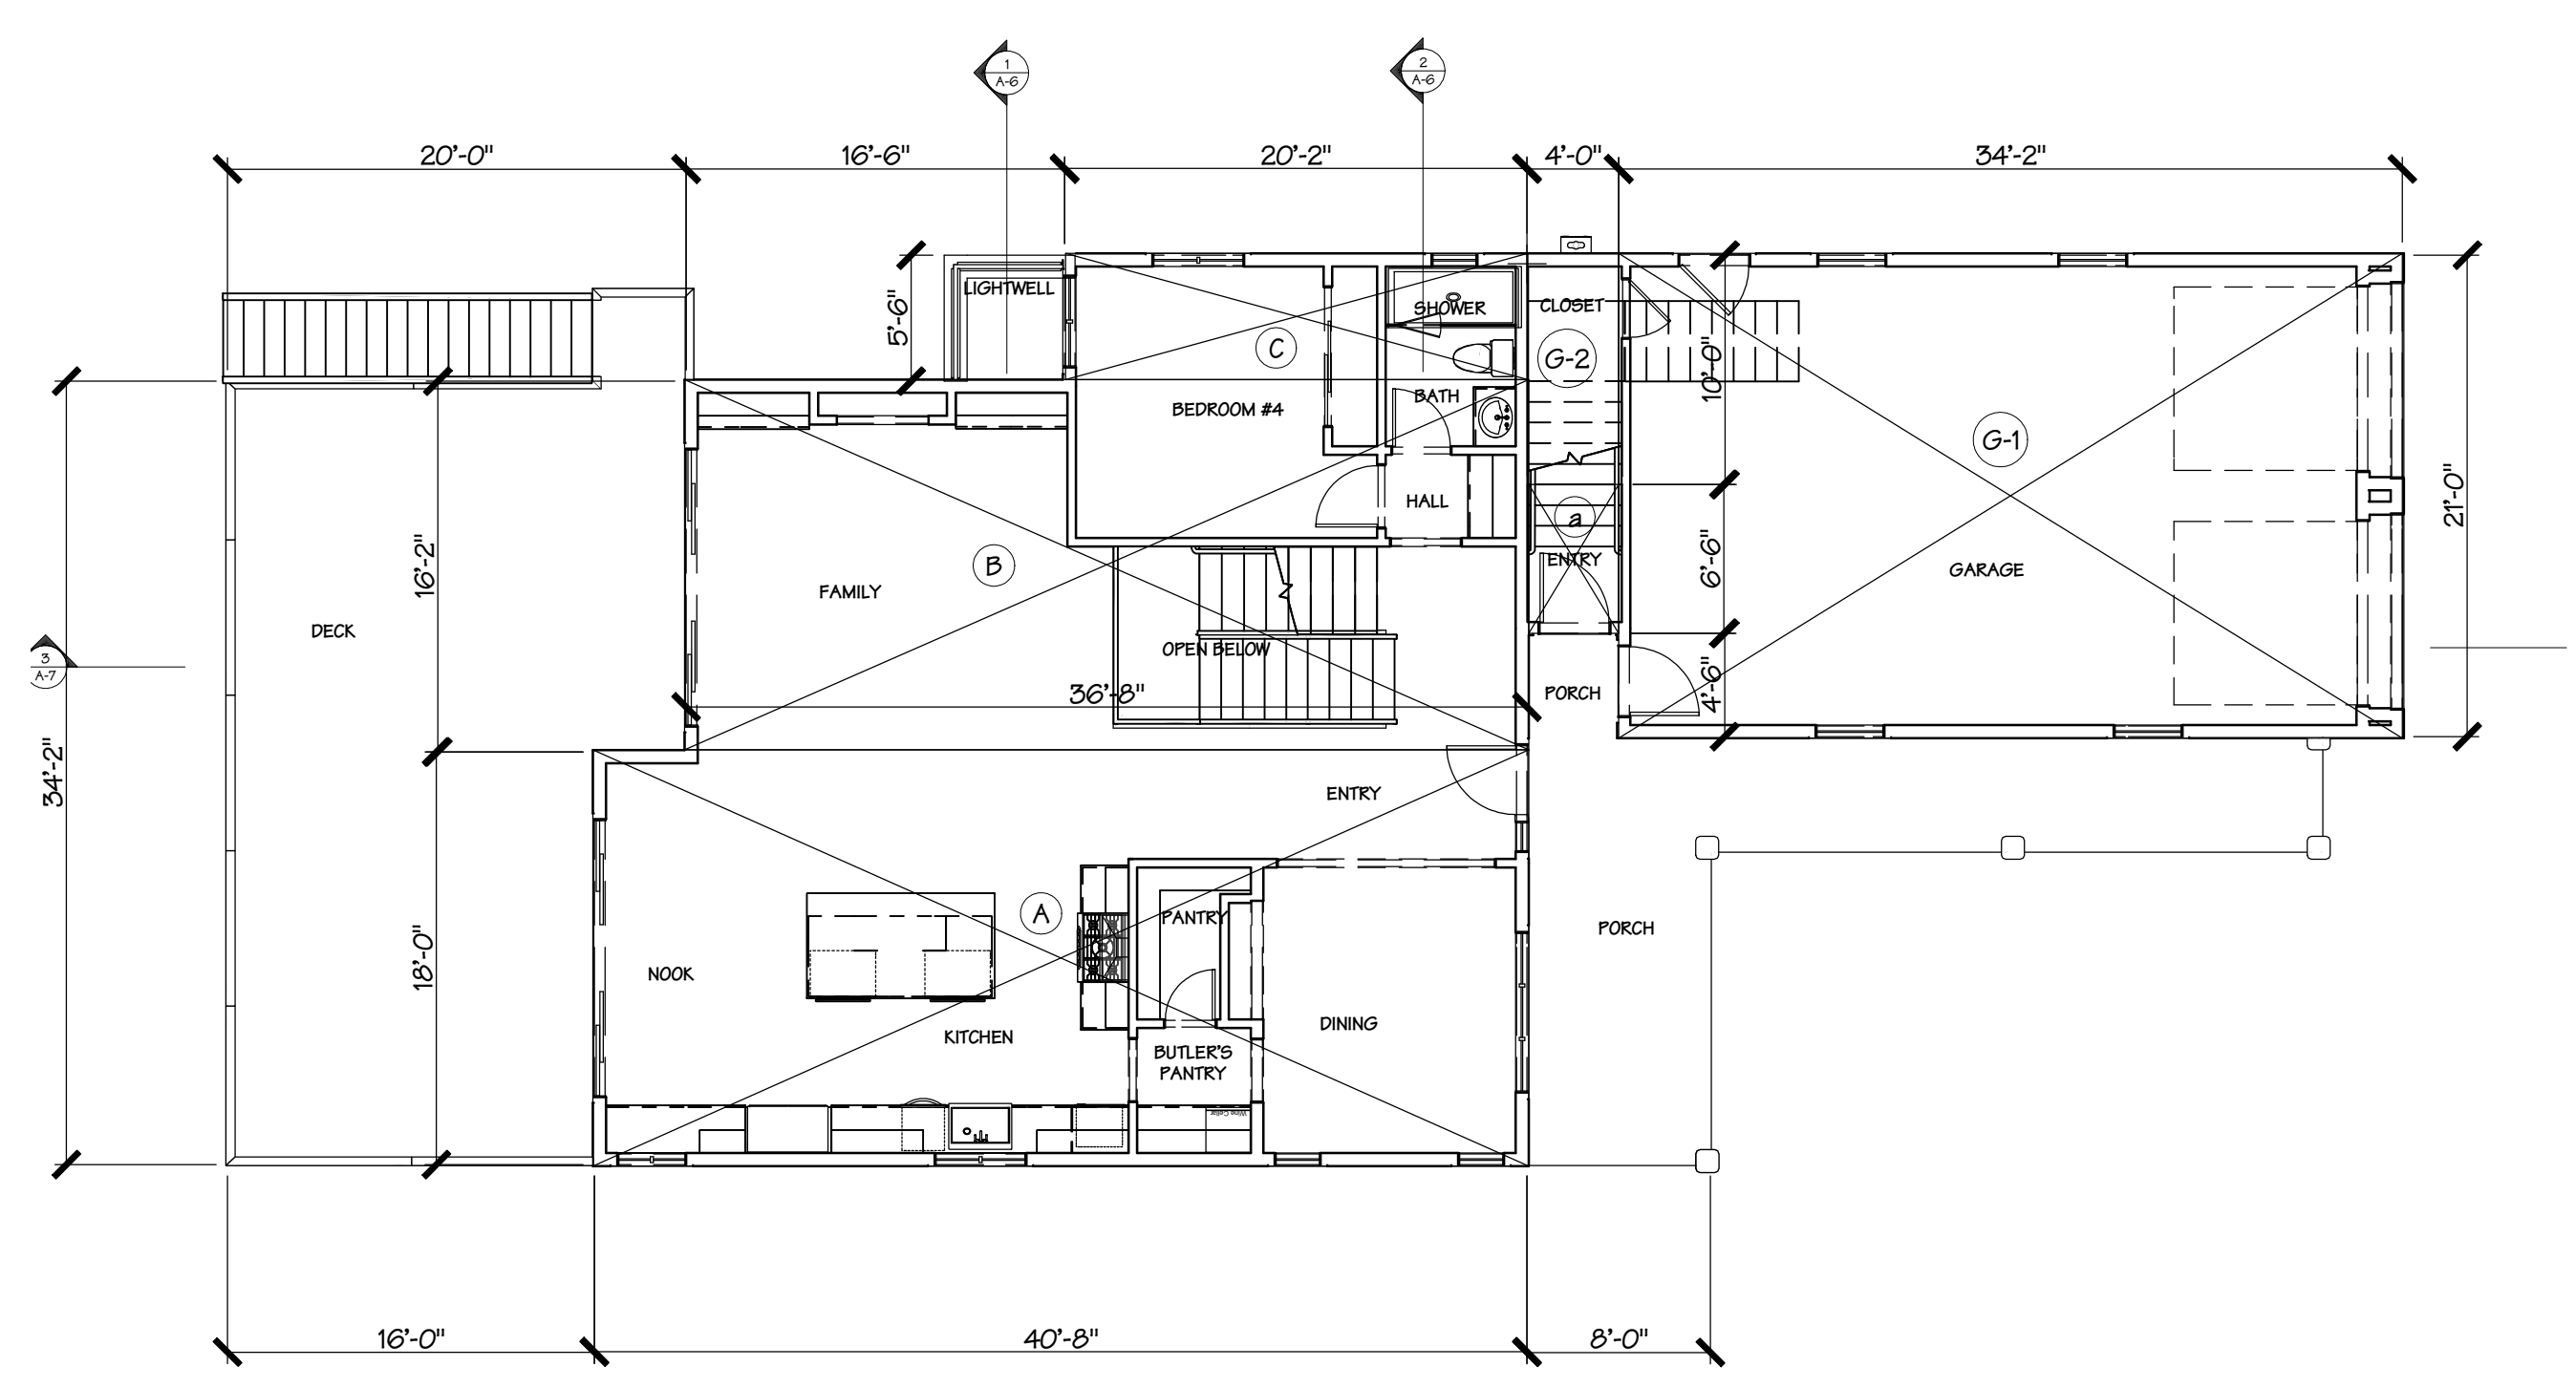 1
A-6
2
A-6
20'-0"
16'-6"
20'-2"
4'-0"
34'-2"
LIGHTWELL
5'-6"
SHOWER
CLOSET
C
G-2
10'-0"
BATH
BEDROOM #4
G-1
HALL
21'-0"
a
ENTRY
6'-6"
16'-2"
B
FAMILY
GARAGE
DECK
OPEN BELOW
3
A-7
36'-8"
PORCH
4'-6"
34'-2"
ENTRY
A
PANTRY
PORCH
18'-0"
NOOK
KITCHEN
DINING
BUTLER'S
PANTRY
Wine Cellar
16'-0"
40'-8"
8'-0"